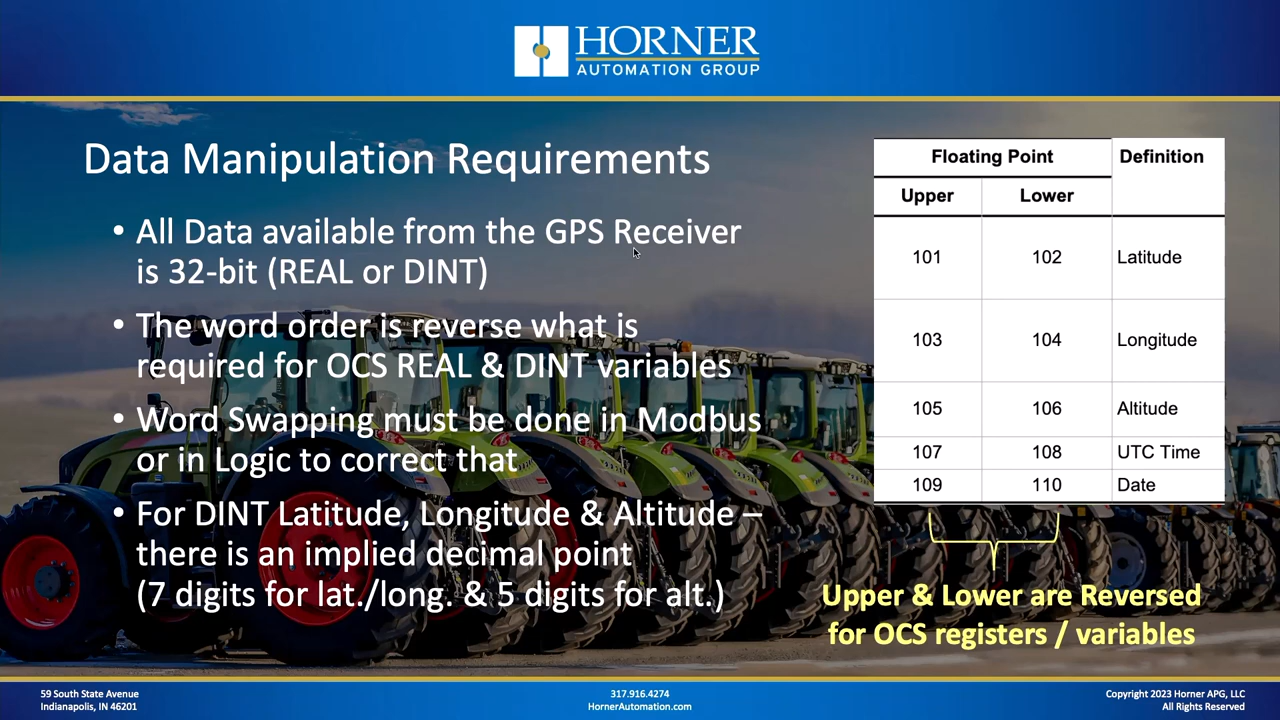 HORNER
AUTOMATION GROUP
Data Manipulation Requirements
• All Data available from the GPS Receiver
is 32-bit (REAL or DINT)
• The word order is reverse what is
required for OCS REAL & DINT variables
• Word Swapping must be done in Modbus
or in Logic to correct that
• For DINT Latitude, Longitude & Altitude –
there is an implied decimal point
(7 digits for lat./long. & 5 digits for alt.)
Floating Point Definition
Upper Lower
101 102 Latitude
103 104 Longitude
105 106 Altitude
107 108 UTC Time
109 110 Date
Upper & Lower are Reversed
for OCS registers / variables
59 South State Avenue
Indianapolis, IN 46201
317.916.4274
HornerAutomation.com
Copyright 2023 Horner APG, LLC
All Rights Reserved